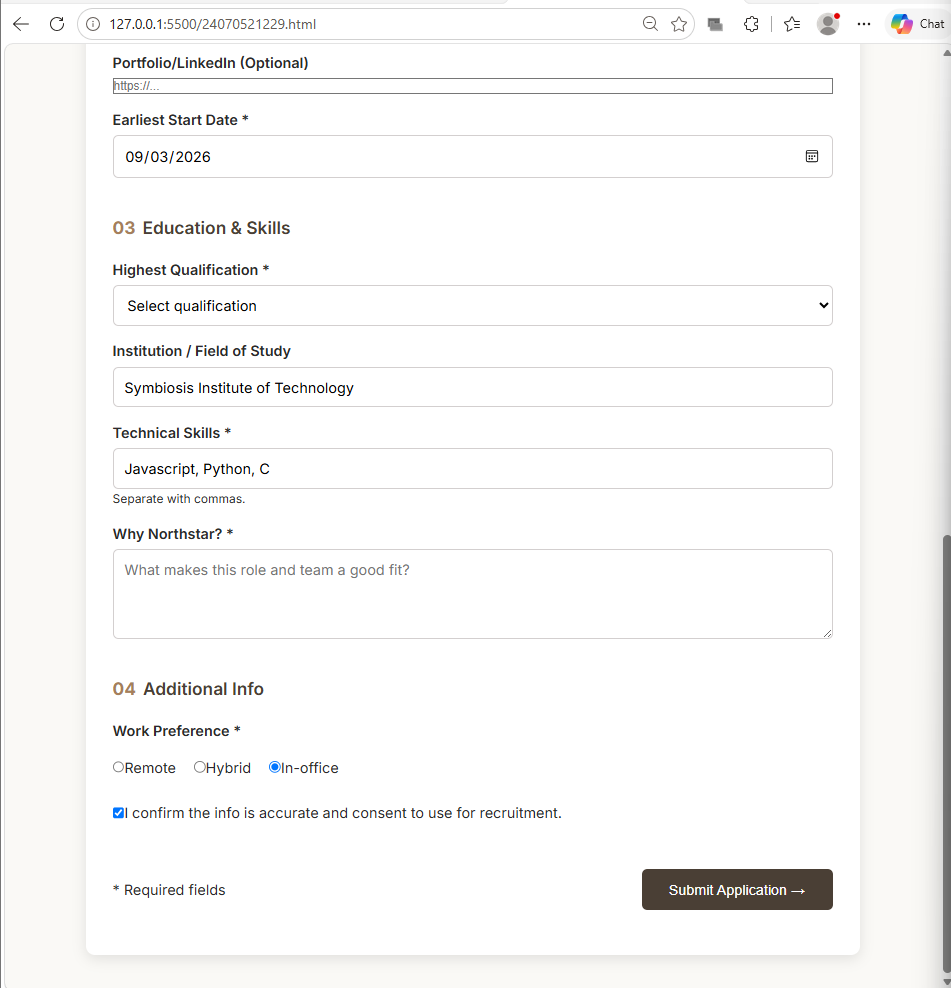 127.0.0.1:5500/24070521229.html
Chat
Portfolio/LinkedIn (Optional)
https://...
Earliest Start Date *
09/03/2026
03 Education & Skills
Highest Qualification *
Select qualification
Institution / Field of Study
Symbiosis Institute of Technology
Technical Skills *
Javascript, Python, C
Separate with commas.
Why Northstar? *
What makes this role and team a good fit?
04 Additional Info
Work Preference *
Remote Hybrid In-office
I confirm the info is accurate and consent to use for recruitment.
* Required fields
Submit Application →